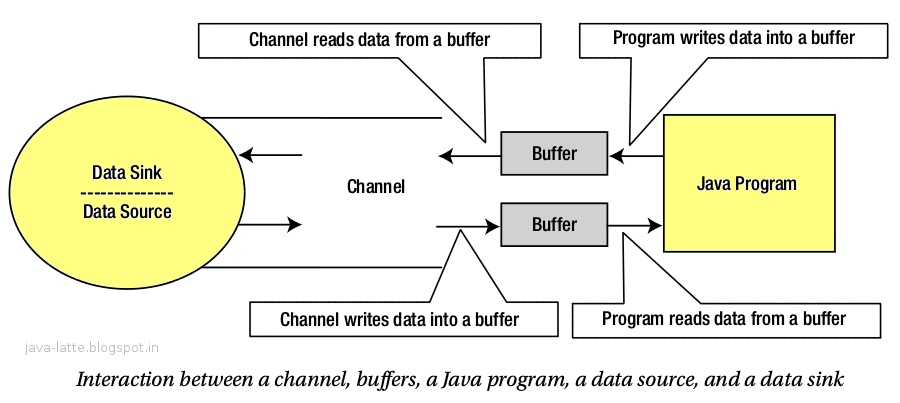 Channel reads data from a buffer
Program writes data into a buffer
Data Sink
--------------
Data Source
Channel
Buffer
Buffer
Java Program
Channel writes data into a buffer
Program reads data from a buffer
java-latte.blogspot.in
Interaction between a channel, buffers, a Java program, a data source, and a data sink